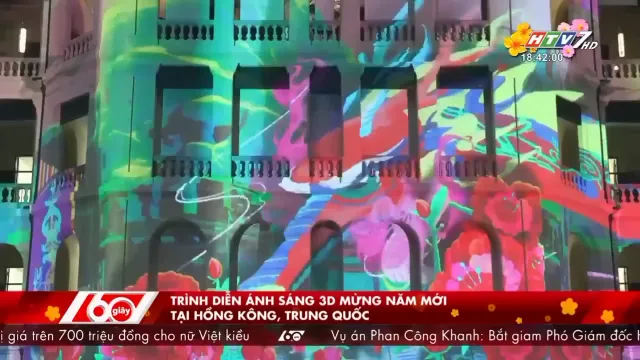 HTV7 HD
18:42:00
60 giây
TRÌNH DIỄN ÁNH SÁNG 3D MỪNG NĂM MỚI
TẠI HỒNG KÔNG, TRUNG QUỐC
ị giá trên 700 triệu đồng cho nữ Việt kiều 60 Vụ án Phan Công Khanh: Bắt giam Phó Giám đốc